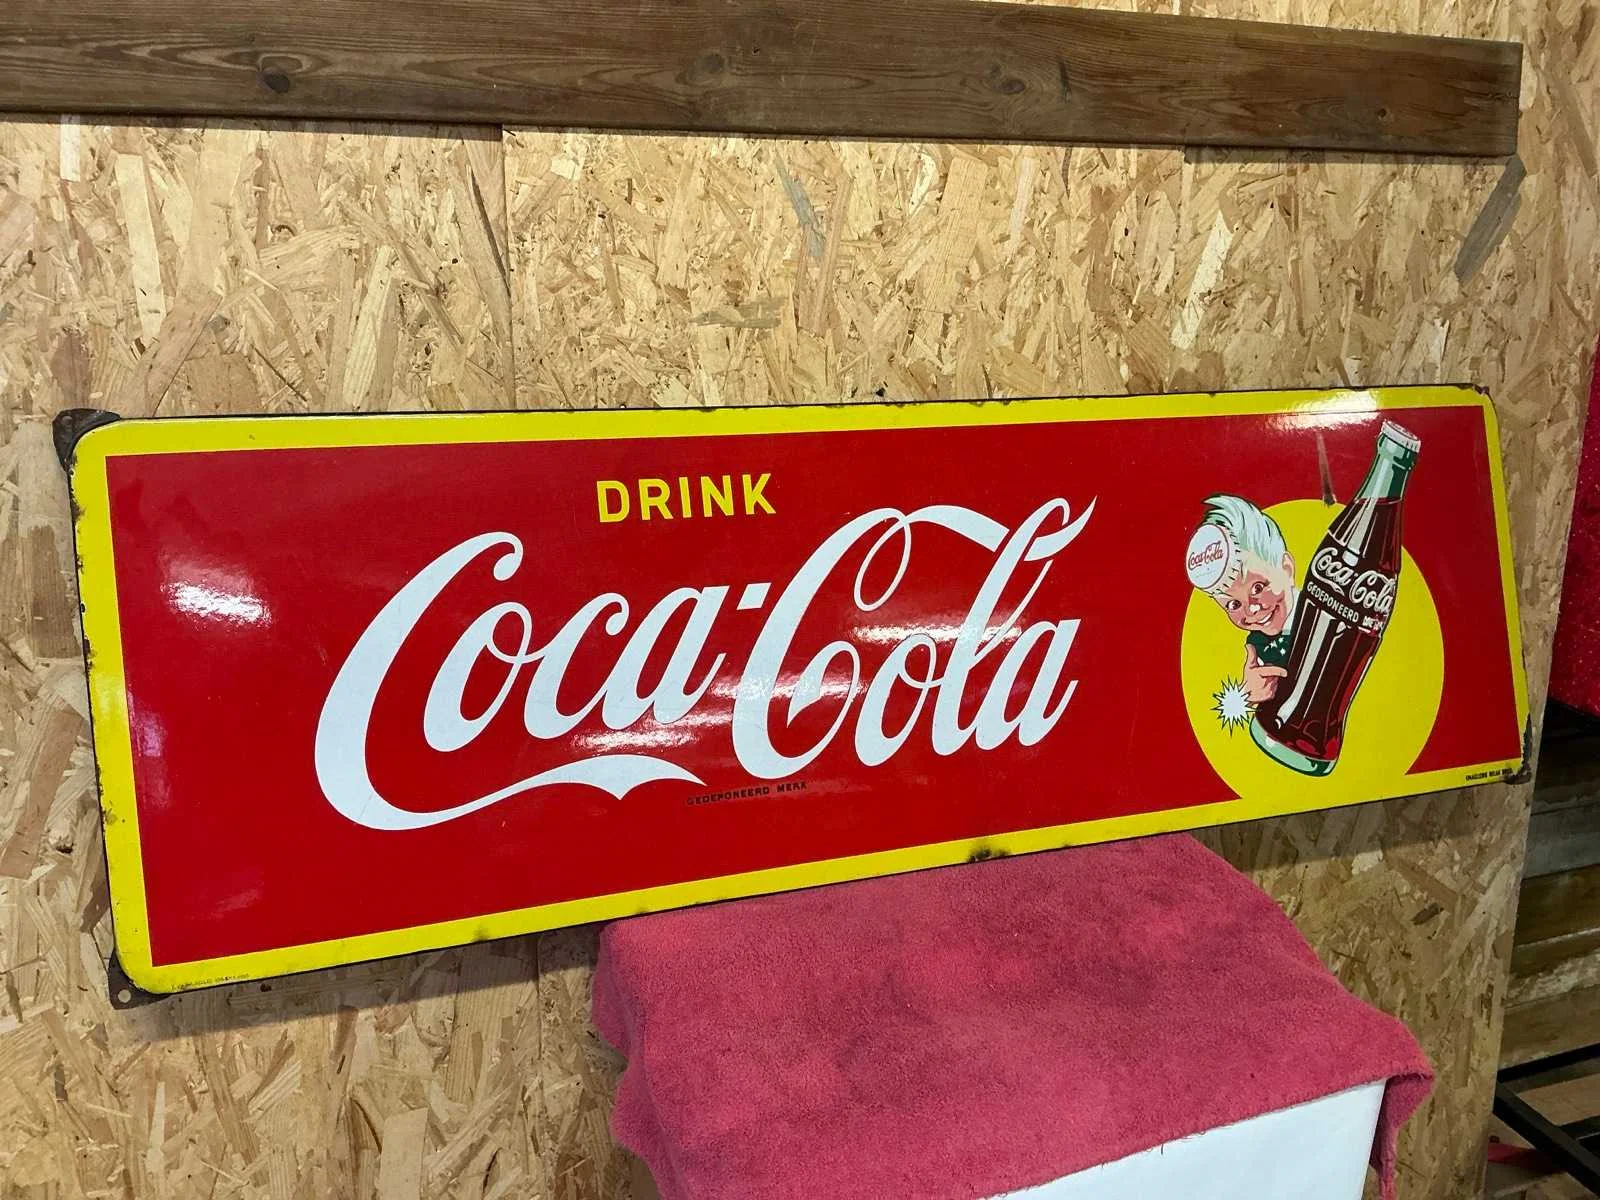 DRINK
Coca-Cola
GEDEPONEERD MERK
Coca-Cola
Coca-Cola
GEDEPONEERD